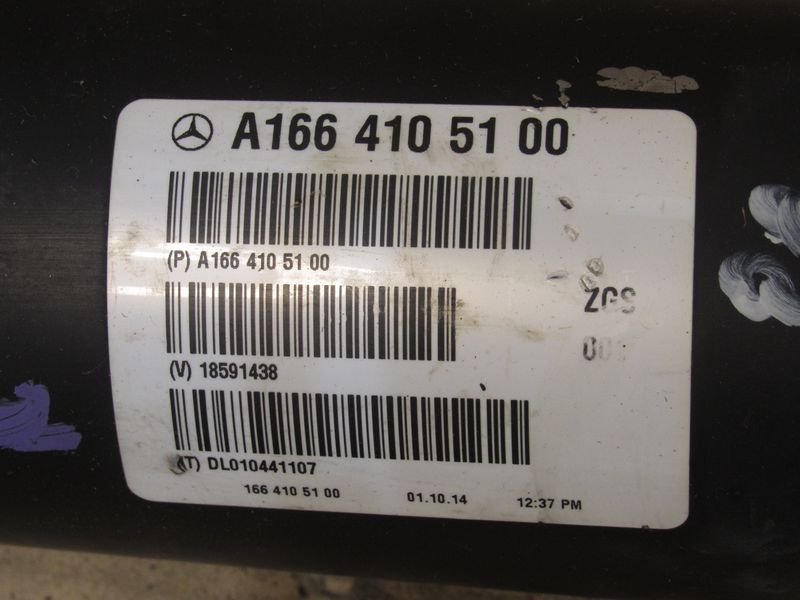 A166 410 51 00
(P) A166 410 51 00
ZGS
(V) 18591438
(T) DL010441107
166 410 51 00 01.10.14 12:37 PM